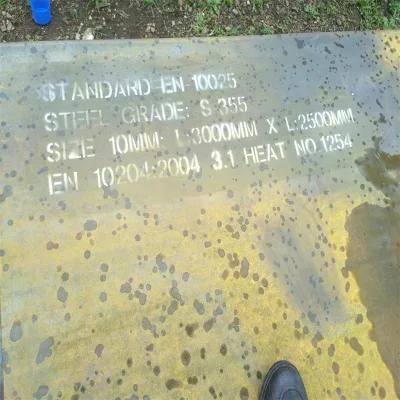 STANDARD EN-10025
STEEL GRADE: S 355
SIZE 10MM: L:3000MM X L:2500MM
EN 10204:2004 3.1 HEAT NO.1254